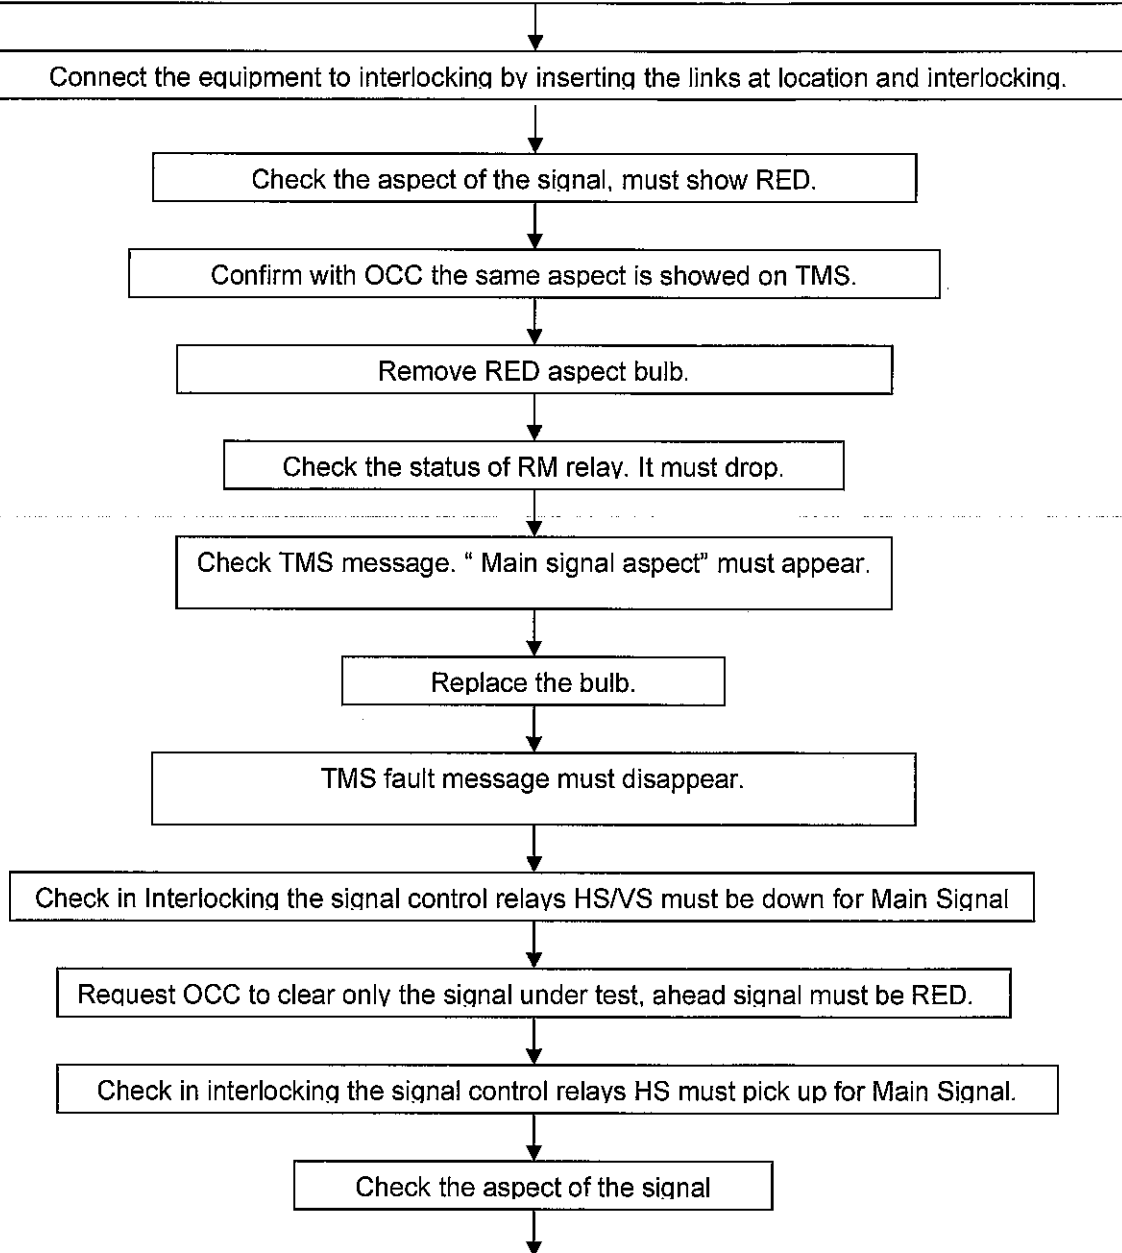 Connect the equipment to interlocking by inserting the links at location and interlocking.
Check the aspect of the signal, must show RED.
Confirm with OCC the same aspect is showed on TMS.
Remove RED aspect bulb.
Check the status of RM relay. It must drop.
Check TMS message. “ Main signal aspect” must appear.
Replace the bulb.
TMS fault message must disappear.
Check in Interlocking the signal control relays HS/VS must be down for Main Signal
Request OCC to clear only the signal under test, ahead signal must be RED.
Check in interlocking the signal control relays HS must pick up for Main Signal.
Check the aspect of the signal